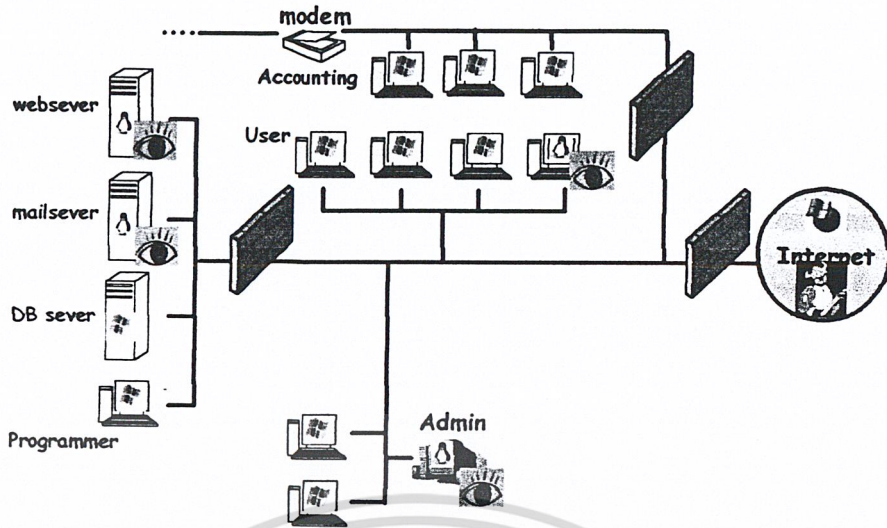 modem
Accounting
websever
User
mailsever
Internet
DB sever
Programmer
Admin